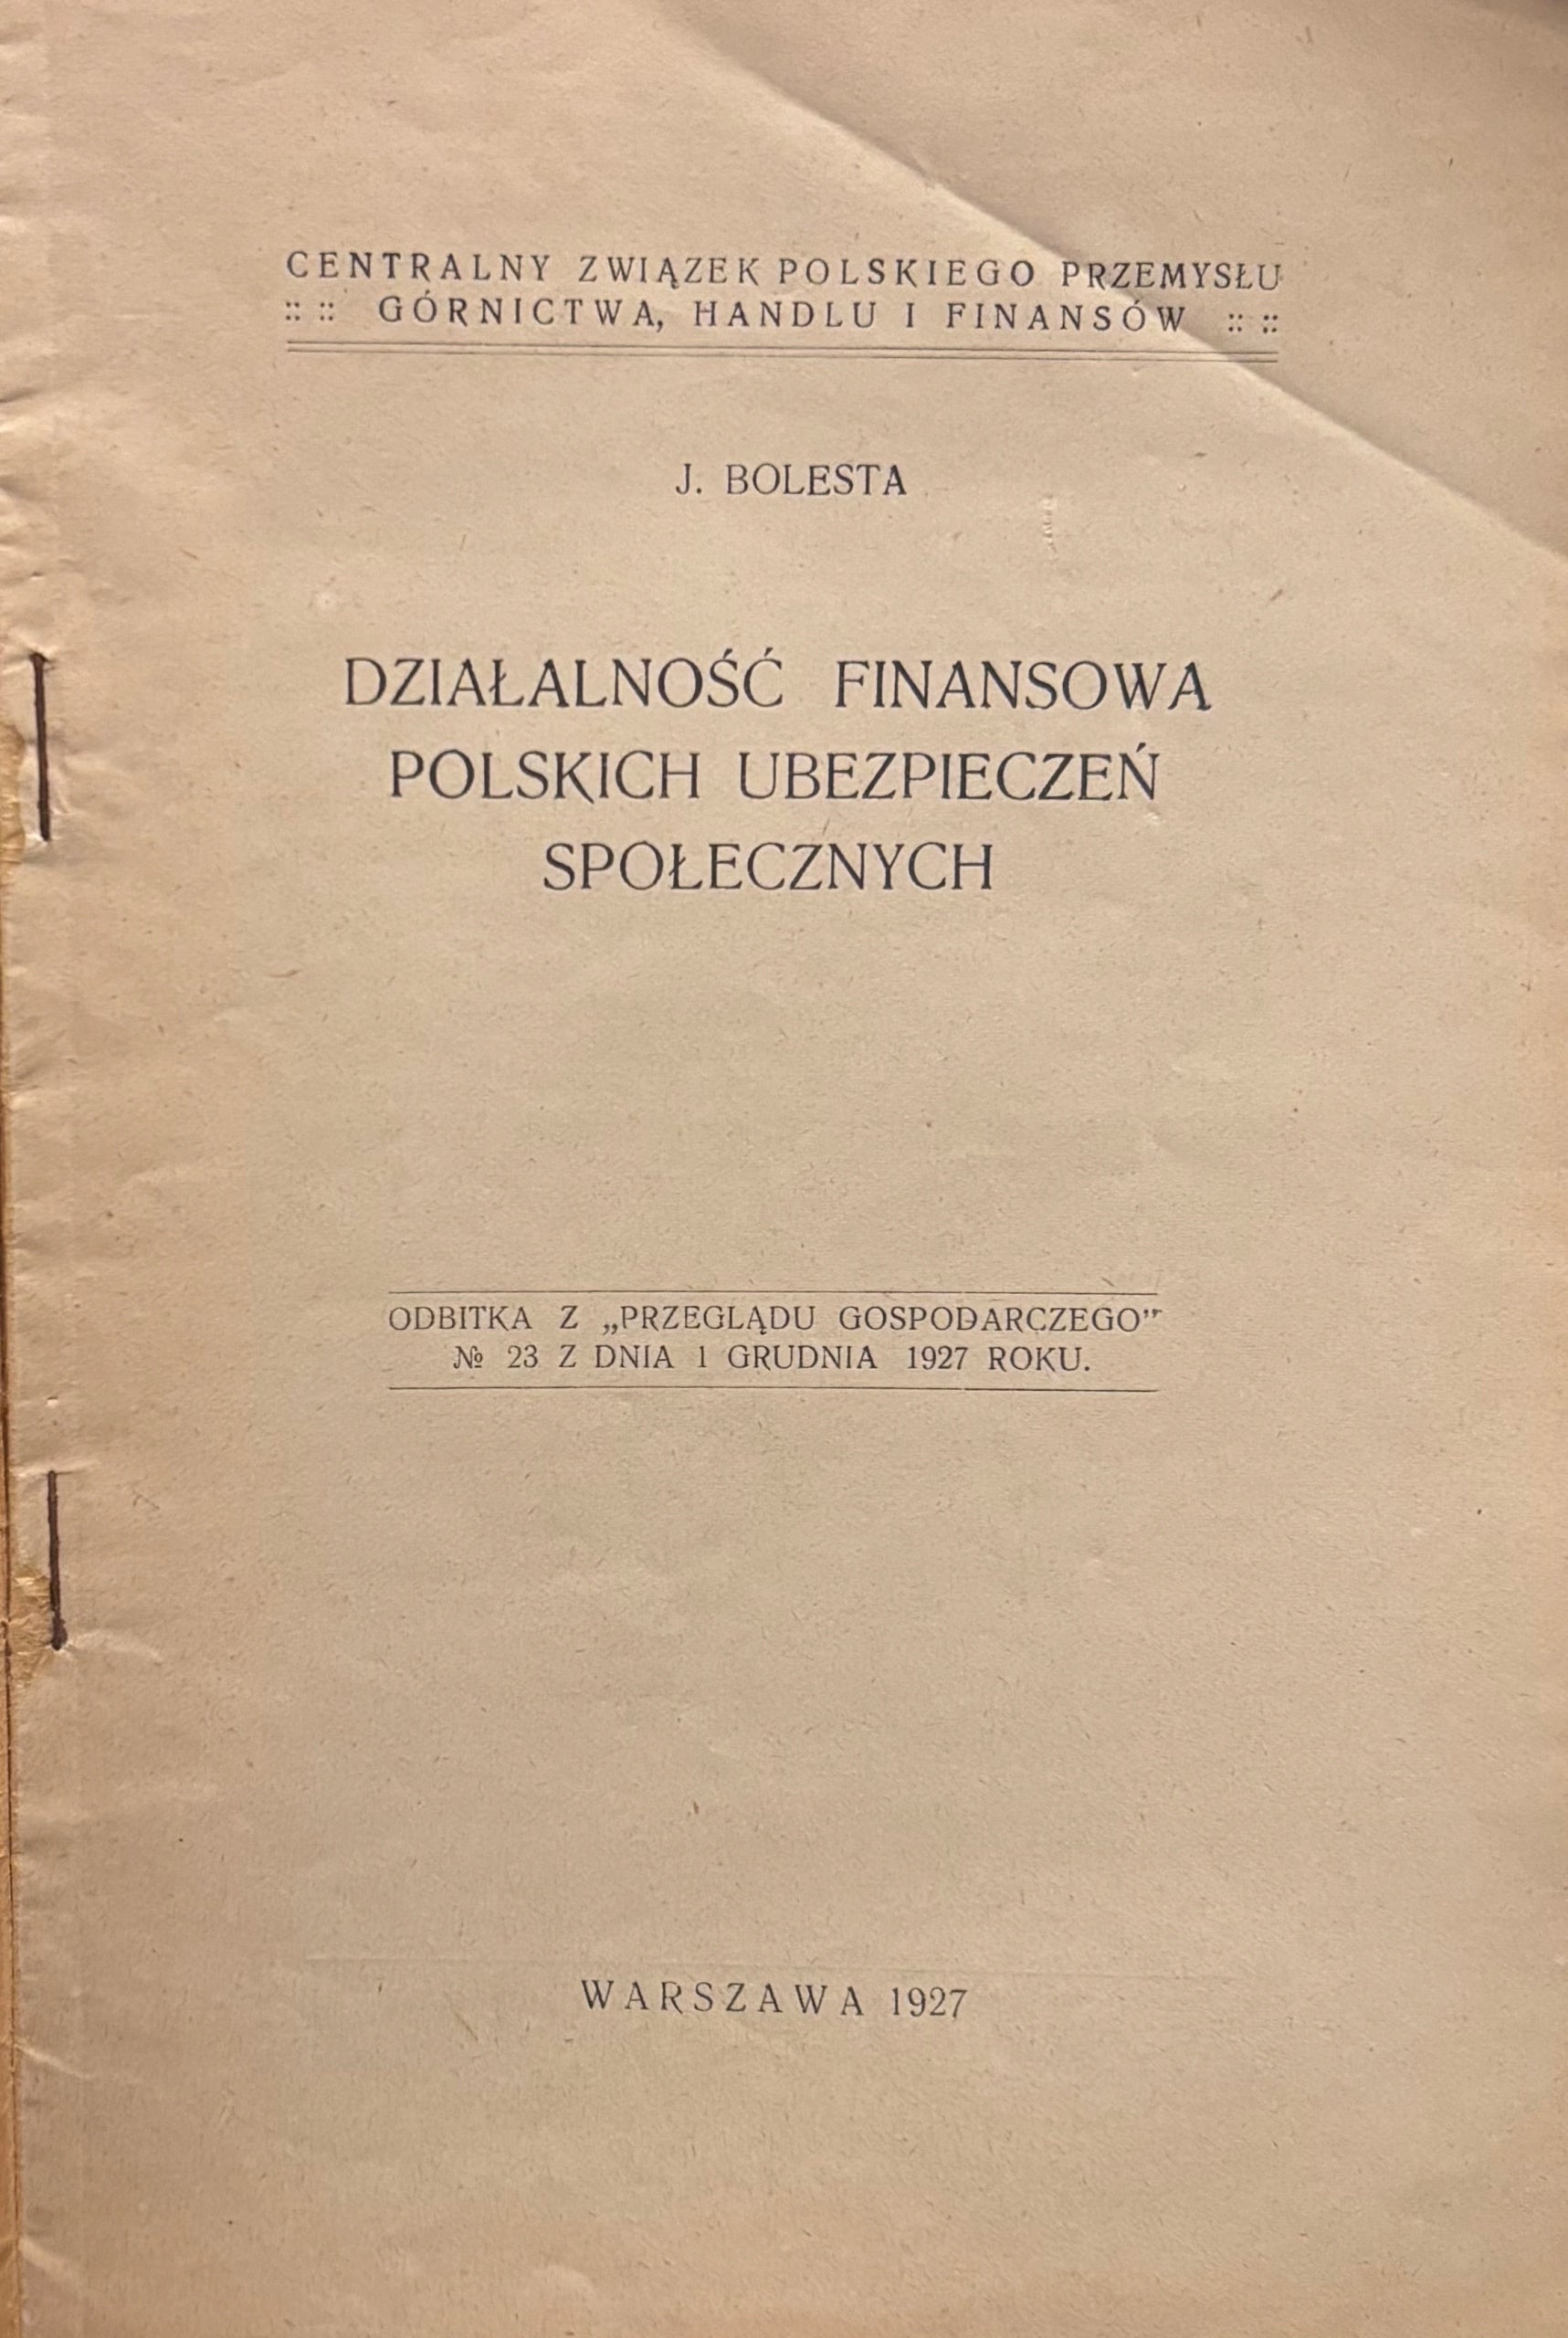 CENTRALNY ZWIĄZEK POLSKIEGO PRZEMYSŁU
:: :: GÓRNICTWA, HANDLU I FINANSÓW :: ::
J. BOLESTA
DZIAŁALNOŚĆ FINANSOWA
POLSKICH UBEZPIECZEŃ
SPOŁECZNYCH
ODBITKA Z „PRZEGLĄDU GOSPODARCZEGO"
№ 23 Z DNIA 1 GRUDNIA 1927 ROKU.
WARSZAWA 1927